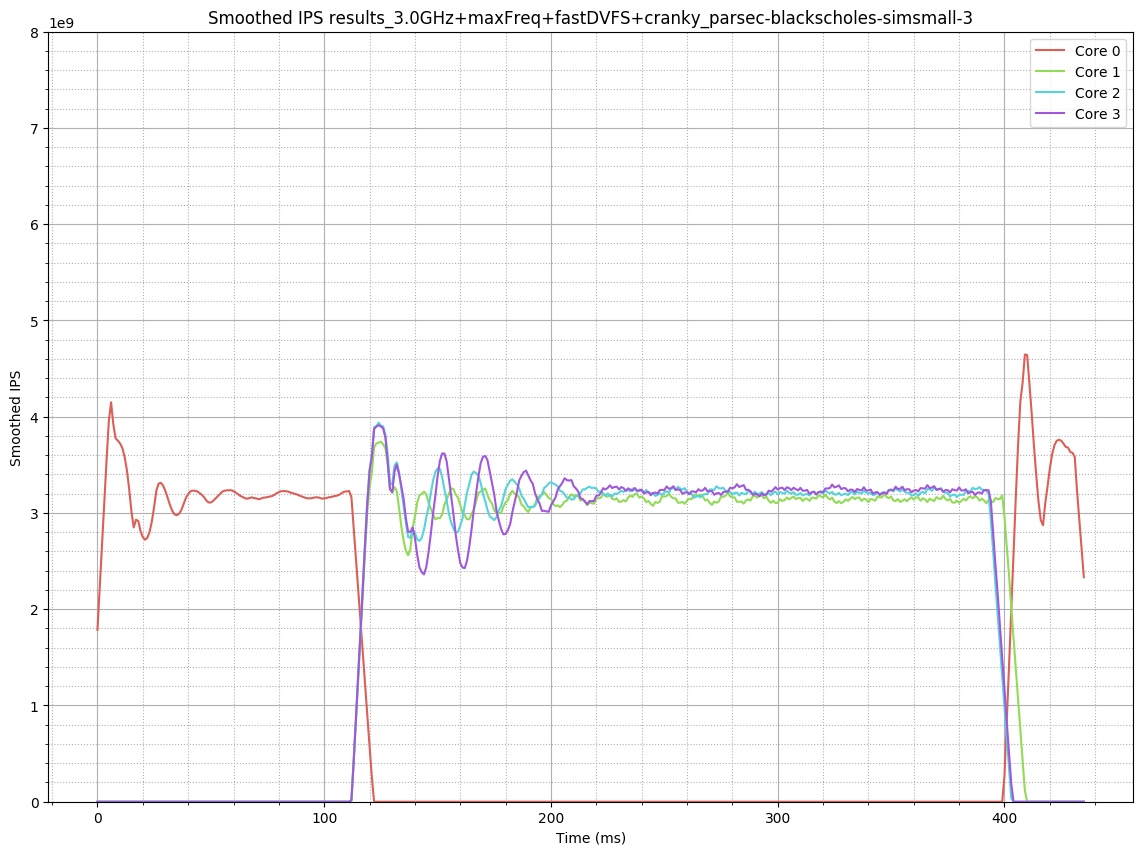 Smoothed IPS results_3.0GHz+maxFreq+fastDVFS+cranky_parsec-blackscholes-simsmall-3
1e9
8
7
6
5
4
3
2
1
0
Smoothed IPS
Core 0
Core 1
Core 2
Core 3
0 100 200 300 400
Time (ms)